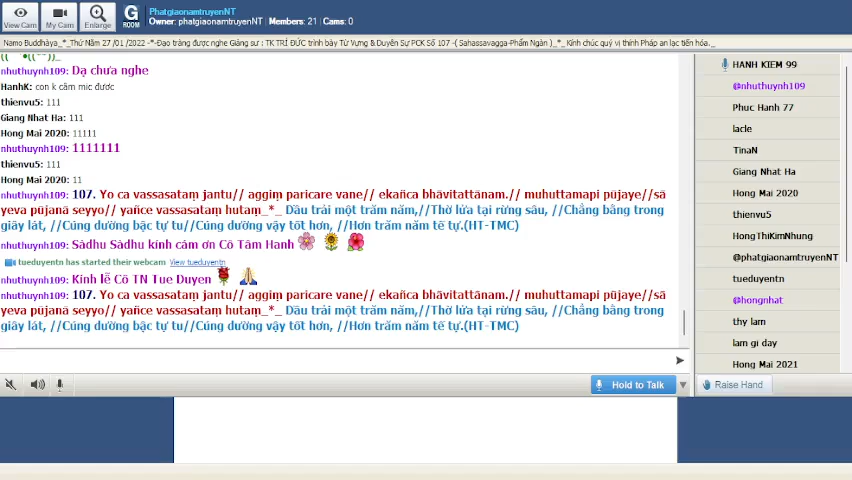 PhatgiaonamtruyenNT
Owner: phatgiaonamtruyenNT | Members: 21 | Cams: 0
View Cam
My Cam
Enlarge
G
ROOM
Namo Buddhàya_*_Thứ Năm 27 /01 /2022 -*-Đạo tràng được nghe Giảng sư : TK TRÍ ĐỨC trình bày Từ Vựng & Duyên Sự PCK Số 107 -( Sahassavagga-Phẩm Ngàn )_*_ Kính chúc quý vị thính Pháp an lạc tiến hóa._
nhuthuynh109: Dạ chưa nghe
HanhK: con k cầm mic được
thienvu5: 111
Giang Nhat Ha: 111
Hong Mai 2020: 11111
nhuthuynh109: 1111111
thienvu5: 111
Hong Mai 2020: 11
nhuthuynh109: 107. Yo ca vassasataṃ jantu// aggiṃ paricare vane// ekañca bhāvitattānaṃ.// muhuttamapi pūjaye//sā
yeva pūjanā seyyo// yañce vassasataṃ hutaṃ_*_ Dầu trải một trăm năm,//Thờ lửa tại rừng sâu, //Chẳng bằng trong
giây lát, //Cúng dường bậc tự tu//Cúng dường vậy tốt hơn, //Hơn trăm năm tế tự.(HT-TMC)
nhuthuynh109: Sàdhu Sàdhu kính cảm ơn Cô Tâm Hanh
tueduyentn has started their webcam View tueduyentn
nhuthuynh109: Kính lễ Cô TN Tue Duyen
nhuthuynh109: 107. Yo ca vassasataṃ jantu// aggiṃ paricare vane// ekañca bhāvitattānaṃ.// muhuttamapi pūjaye//sā
yeva pūjanā seyyo// yañce vassasataṃ hutaṃ_*_ Dầu trải một trăm năm,//Thờ lửa tại rừng sâu, //Chẳng bằng trong
giây lát, //Cúng dường bậc tự tu//Cúng dường vậy tốt hơn, //Hơn trăm năm tế tự.(HT-TMC)
Hold to Talk
HANH KIEM 99
@nhuthuynh109
Phuc Hanh 77
lacle
TinaN
Giang Nhat Ha
Hong Mai 2020
thienvu5
HongThiKimNhung
@phatgiaonamtruyenNT
tueduyentn
@hongnhat
thy lam
lam gi day
Hong Mai 2021
Raise Hand